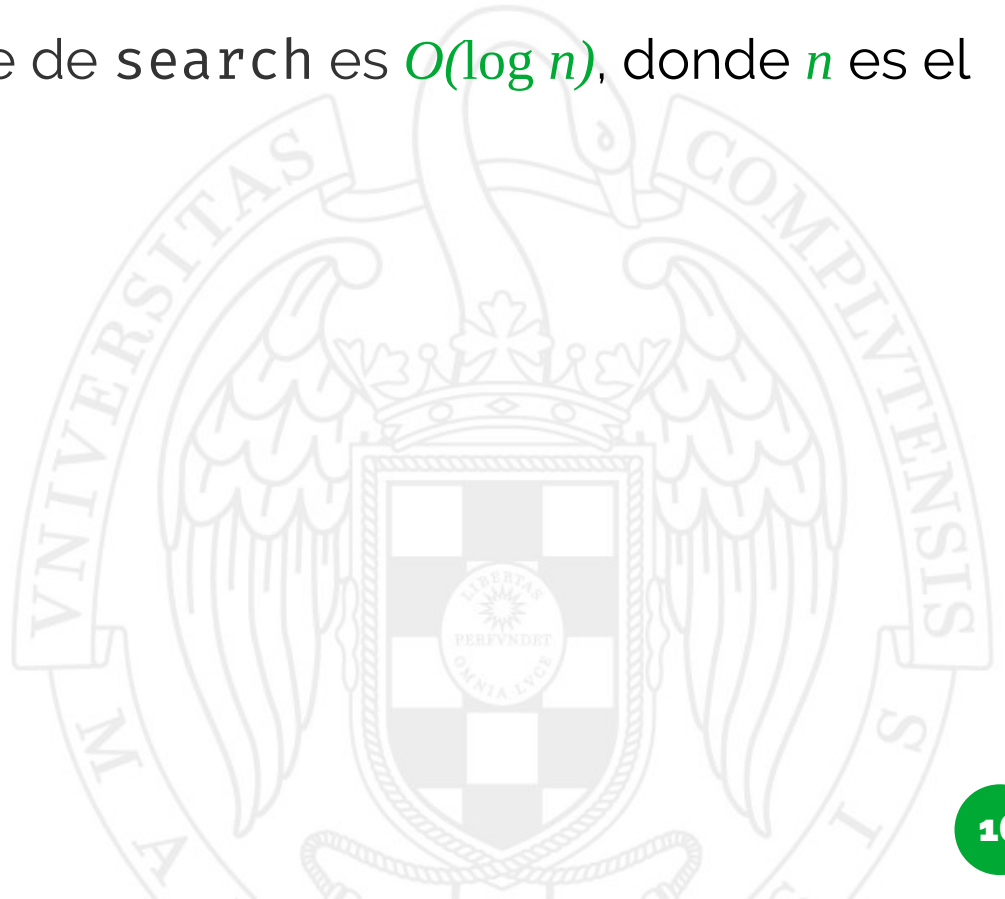 e de search es O(log n), donde n es el
VNIVERSITAS COMPLVTENSIS
LIBERTAS
PERFVNDET
OMNIA LVCE
M A
S I